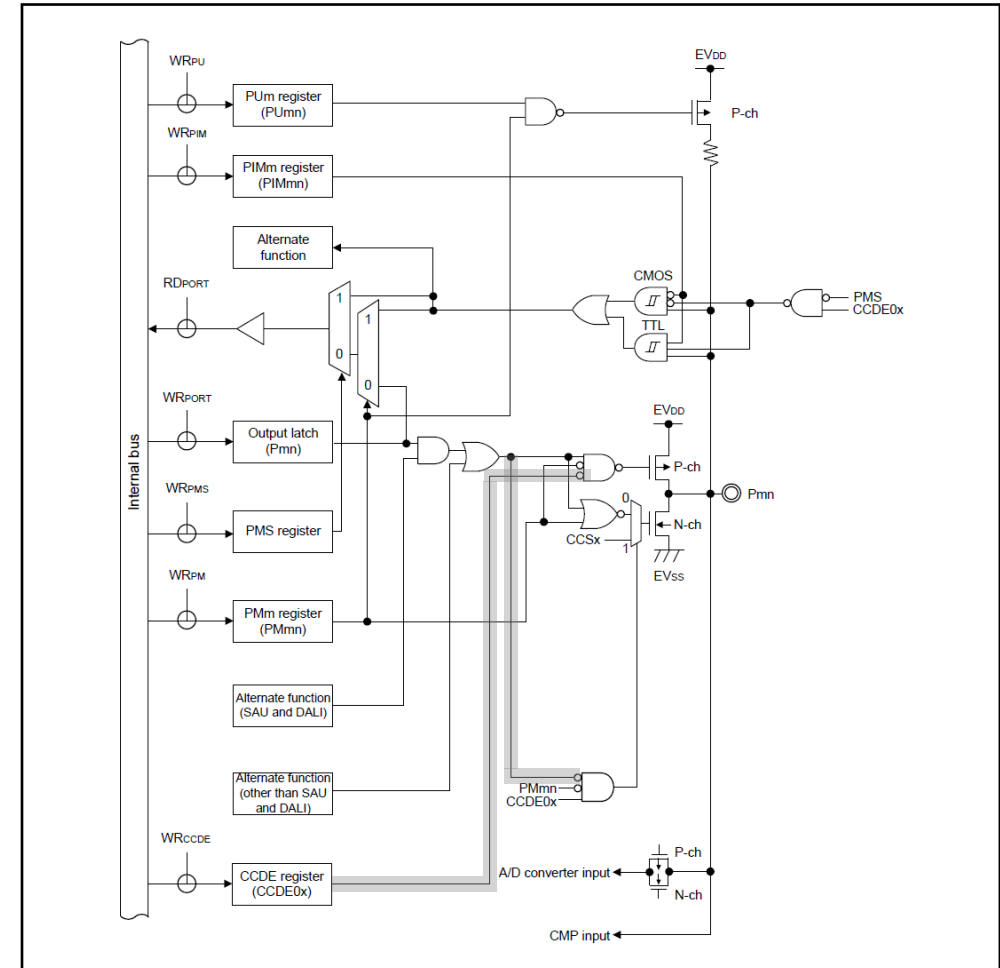 WRPU
PUm register
(PUmn)
EVDD
P-ch
WRPIM
PIMm register
(PIMmn)
Alternate
function
RDPORT
1
0
1
0
CMOS
TTL
PMS
CCDE0x
Internal bus
WRPORT
Output latch
(Pmn)
EVDD
P-ch
Pmn
WRPMS
PMS register
0
CCSx
1
N-ch
EVSS
WRPM
PMm register
(PMmn)
Alternate function
(SAU and DALI)
Alternate function
(other than SAU
and DALI)
PMmn
CCDE0x
WRCCDE
CCDE register
(CCDE0x)
A/D converter input
P-ch
N-ch
CMP input